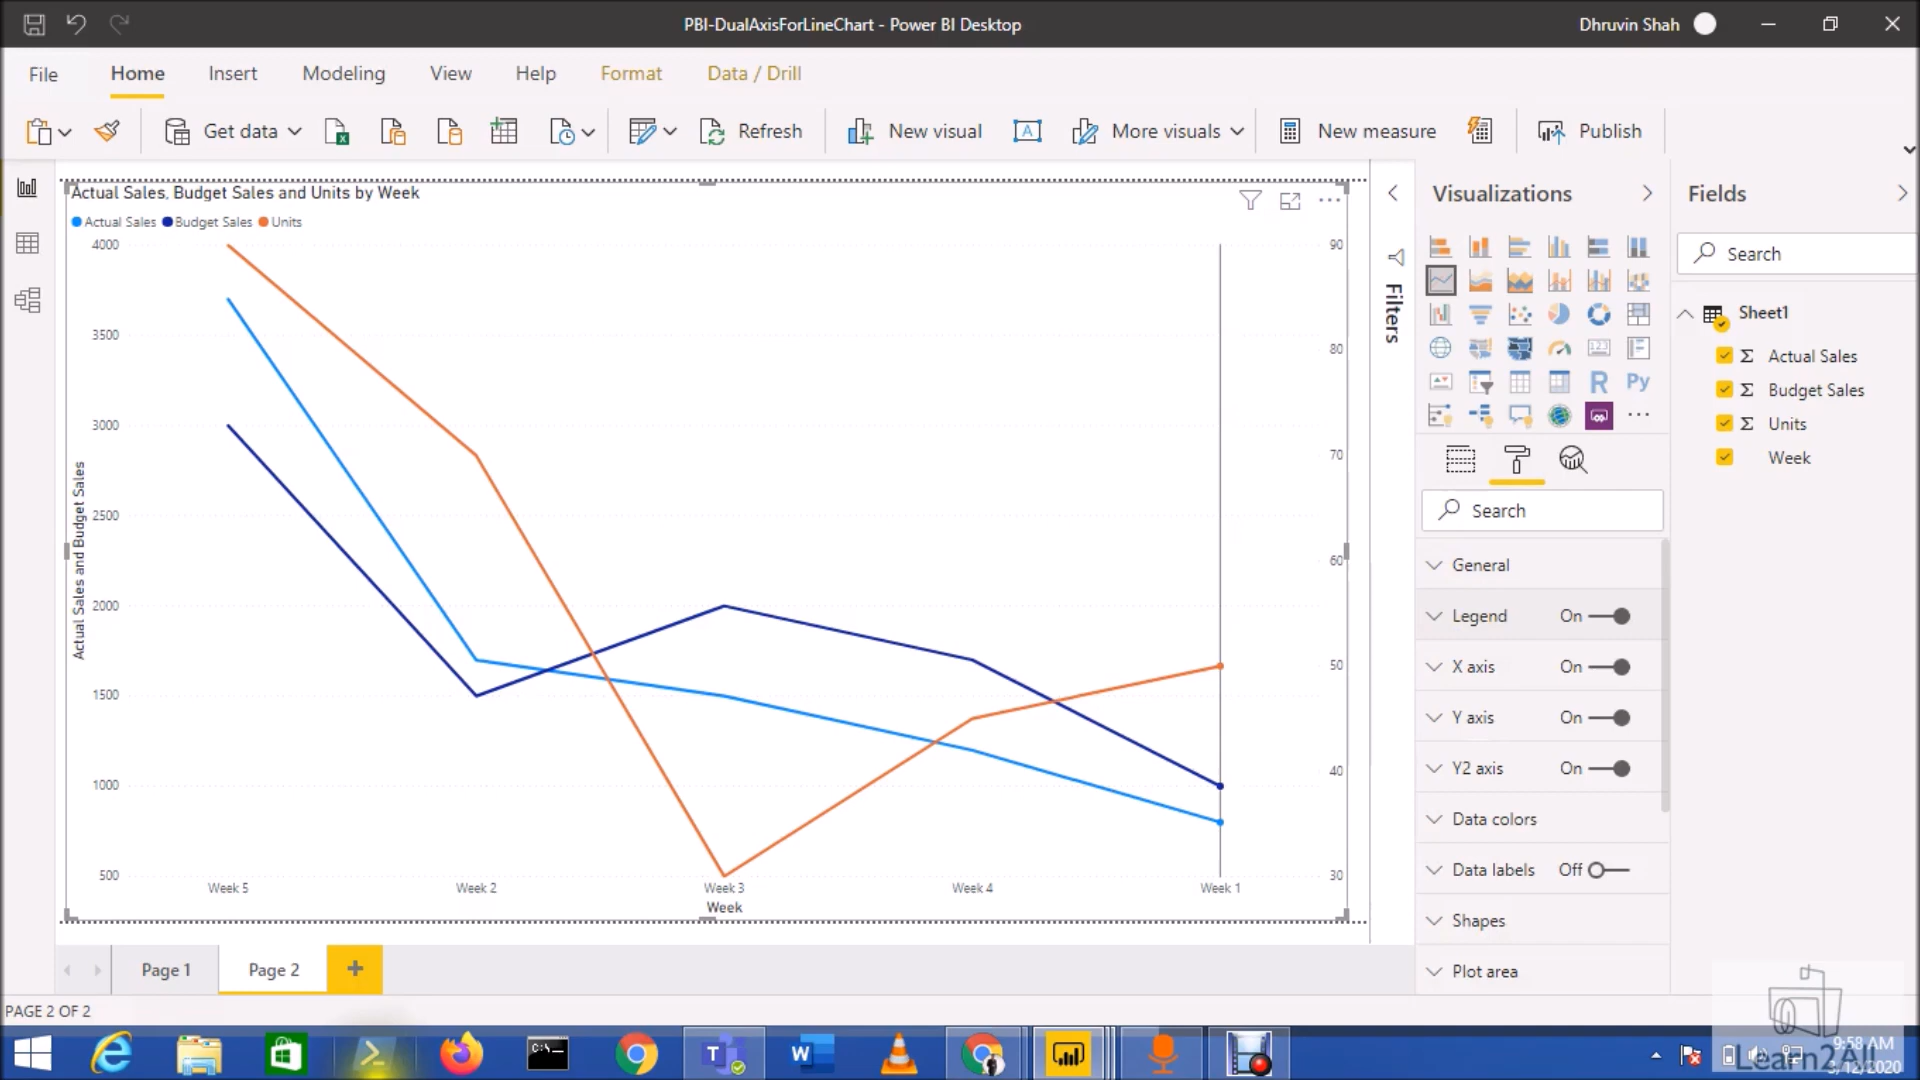 PBI-DualAxisForLineChart - Power BI Desktop
Dhruvin Shah
File Home Insert Modeling View Help Format Data / Drill
Get data Refresh New visual More visuals New measure Publish
Actual Sales, Budget Sales and Units by Week
Actual Sales Budget Sales Units
4000
3500
3000
2500
2000
1500
1000
500
Actual Sales and Budget Sales
90
80
70
60
50
40
30
Week 5 Week 2 Week 3 Week 4 Week 1
Week
Filters
Visualizations
R Py
123
Search
General
Legend On
X axis On
Y axis On
Y2 axis On
Data colors
Data labels Off
Shapes
Plot area
Fields
Search
Sheet1
Actual Sales
Budget Sales
Units
Week
Page 1 Page 2
PAGE 2 OF 2
9:58 AM
Learn2All